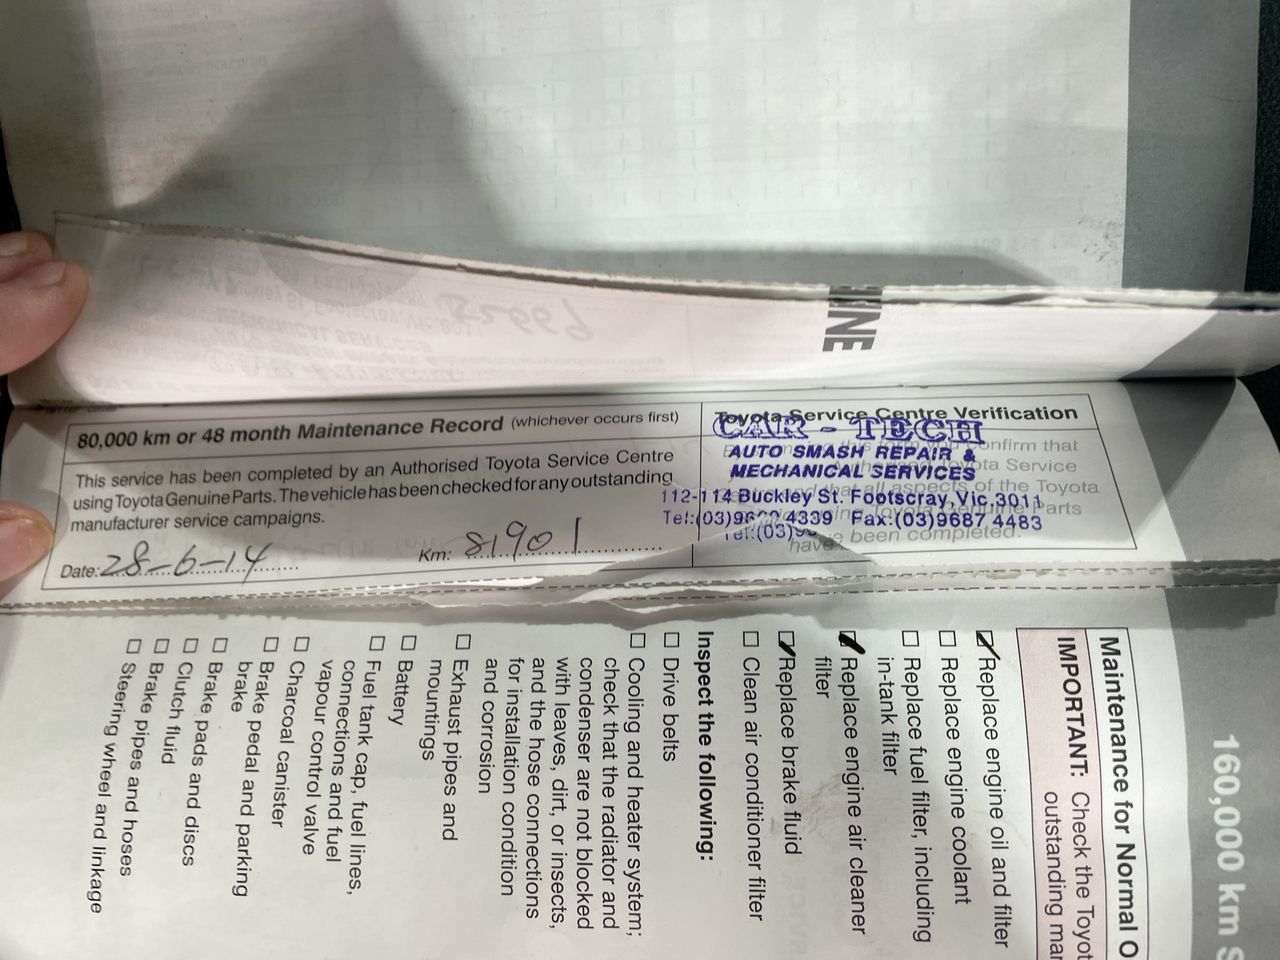 80,000 km or 48 month Maintenance Record (whichever occurs first)
This service has been completed by an Authorised Toyota Service Centre
using Toyota Genuine Parts. The vehicle has been checked for any outstanding
manufacturer service campaigns.
Date: 28-6-14 Km: 81901
Toyota Service Centre Verification
CAR-TECH
AUTO SMASH REPAIR &
MECHANICAL SERVICES
112-114 Buckley St. Footscray, Vic, 3011
Tel:(03) 4339 Fax:(03)9687 4483
Tel:(03)
confirm that
Toyota Service
that all aspects of the Toyota
Parts
have been completed.
160,000 km
Maintenance for Normal
IMPORTANT: Check the
outstanding
Replace engine oil and filter
Replace engine coolant
Replace fuel filter, including
in-tank filter
Replace engine air cleaner
filter
Replace brake fluid
Clean air conditioner filter
Inspect the following:
Drive belts
Cooling and heater system;
check that the radiator and
condenser are not blocked
with leaves, dirt, or insects,
and the hose connections
for installation condition
and corrosion
Exhaust pipes and
mountings
Battery
Fuel tank cap, fuel lines,
connections and fuel
vapour control valve
Charcoal canister
Brake pedal and parking
brake
Brake pads and discs
Clutch fluid
Brake pipes and hoses
Steering wheel and linkage